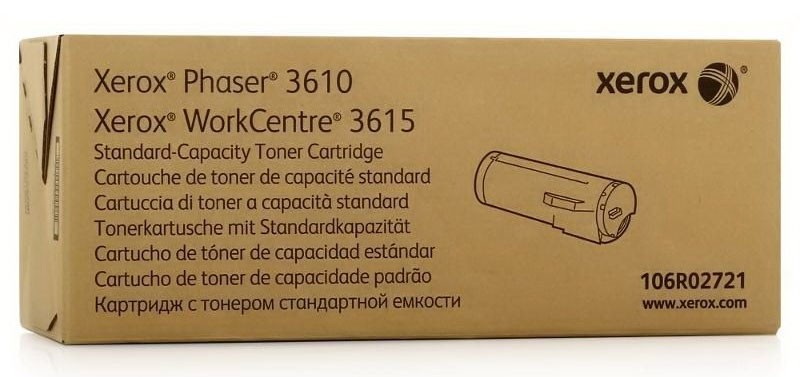 Xerox® Phaser® 3610
Xerox® WorkCentre® 3615
Standard-Capacity Toner Cartridge
Cartouche de toner de capacité standard
Cartuccia di toner a capacità standard
Tonerkartusche mit Standardkapazität
Cartucho de tóner de capacidad estándar
Cartucho de toner de capacidade padrão
Картридж с тонером стандартной емкости
xerox®
106R02721
www.xerox.com